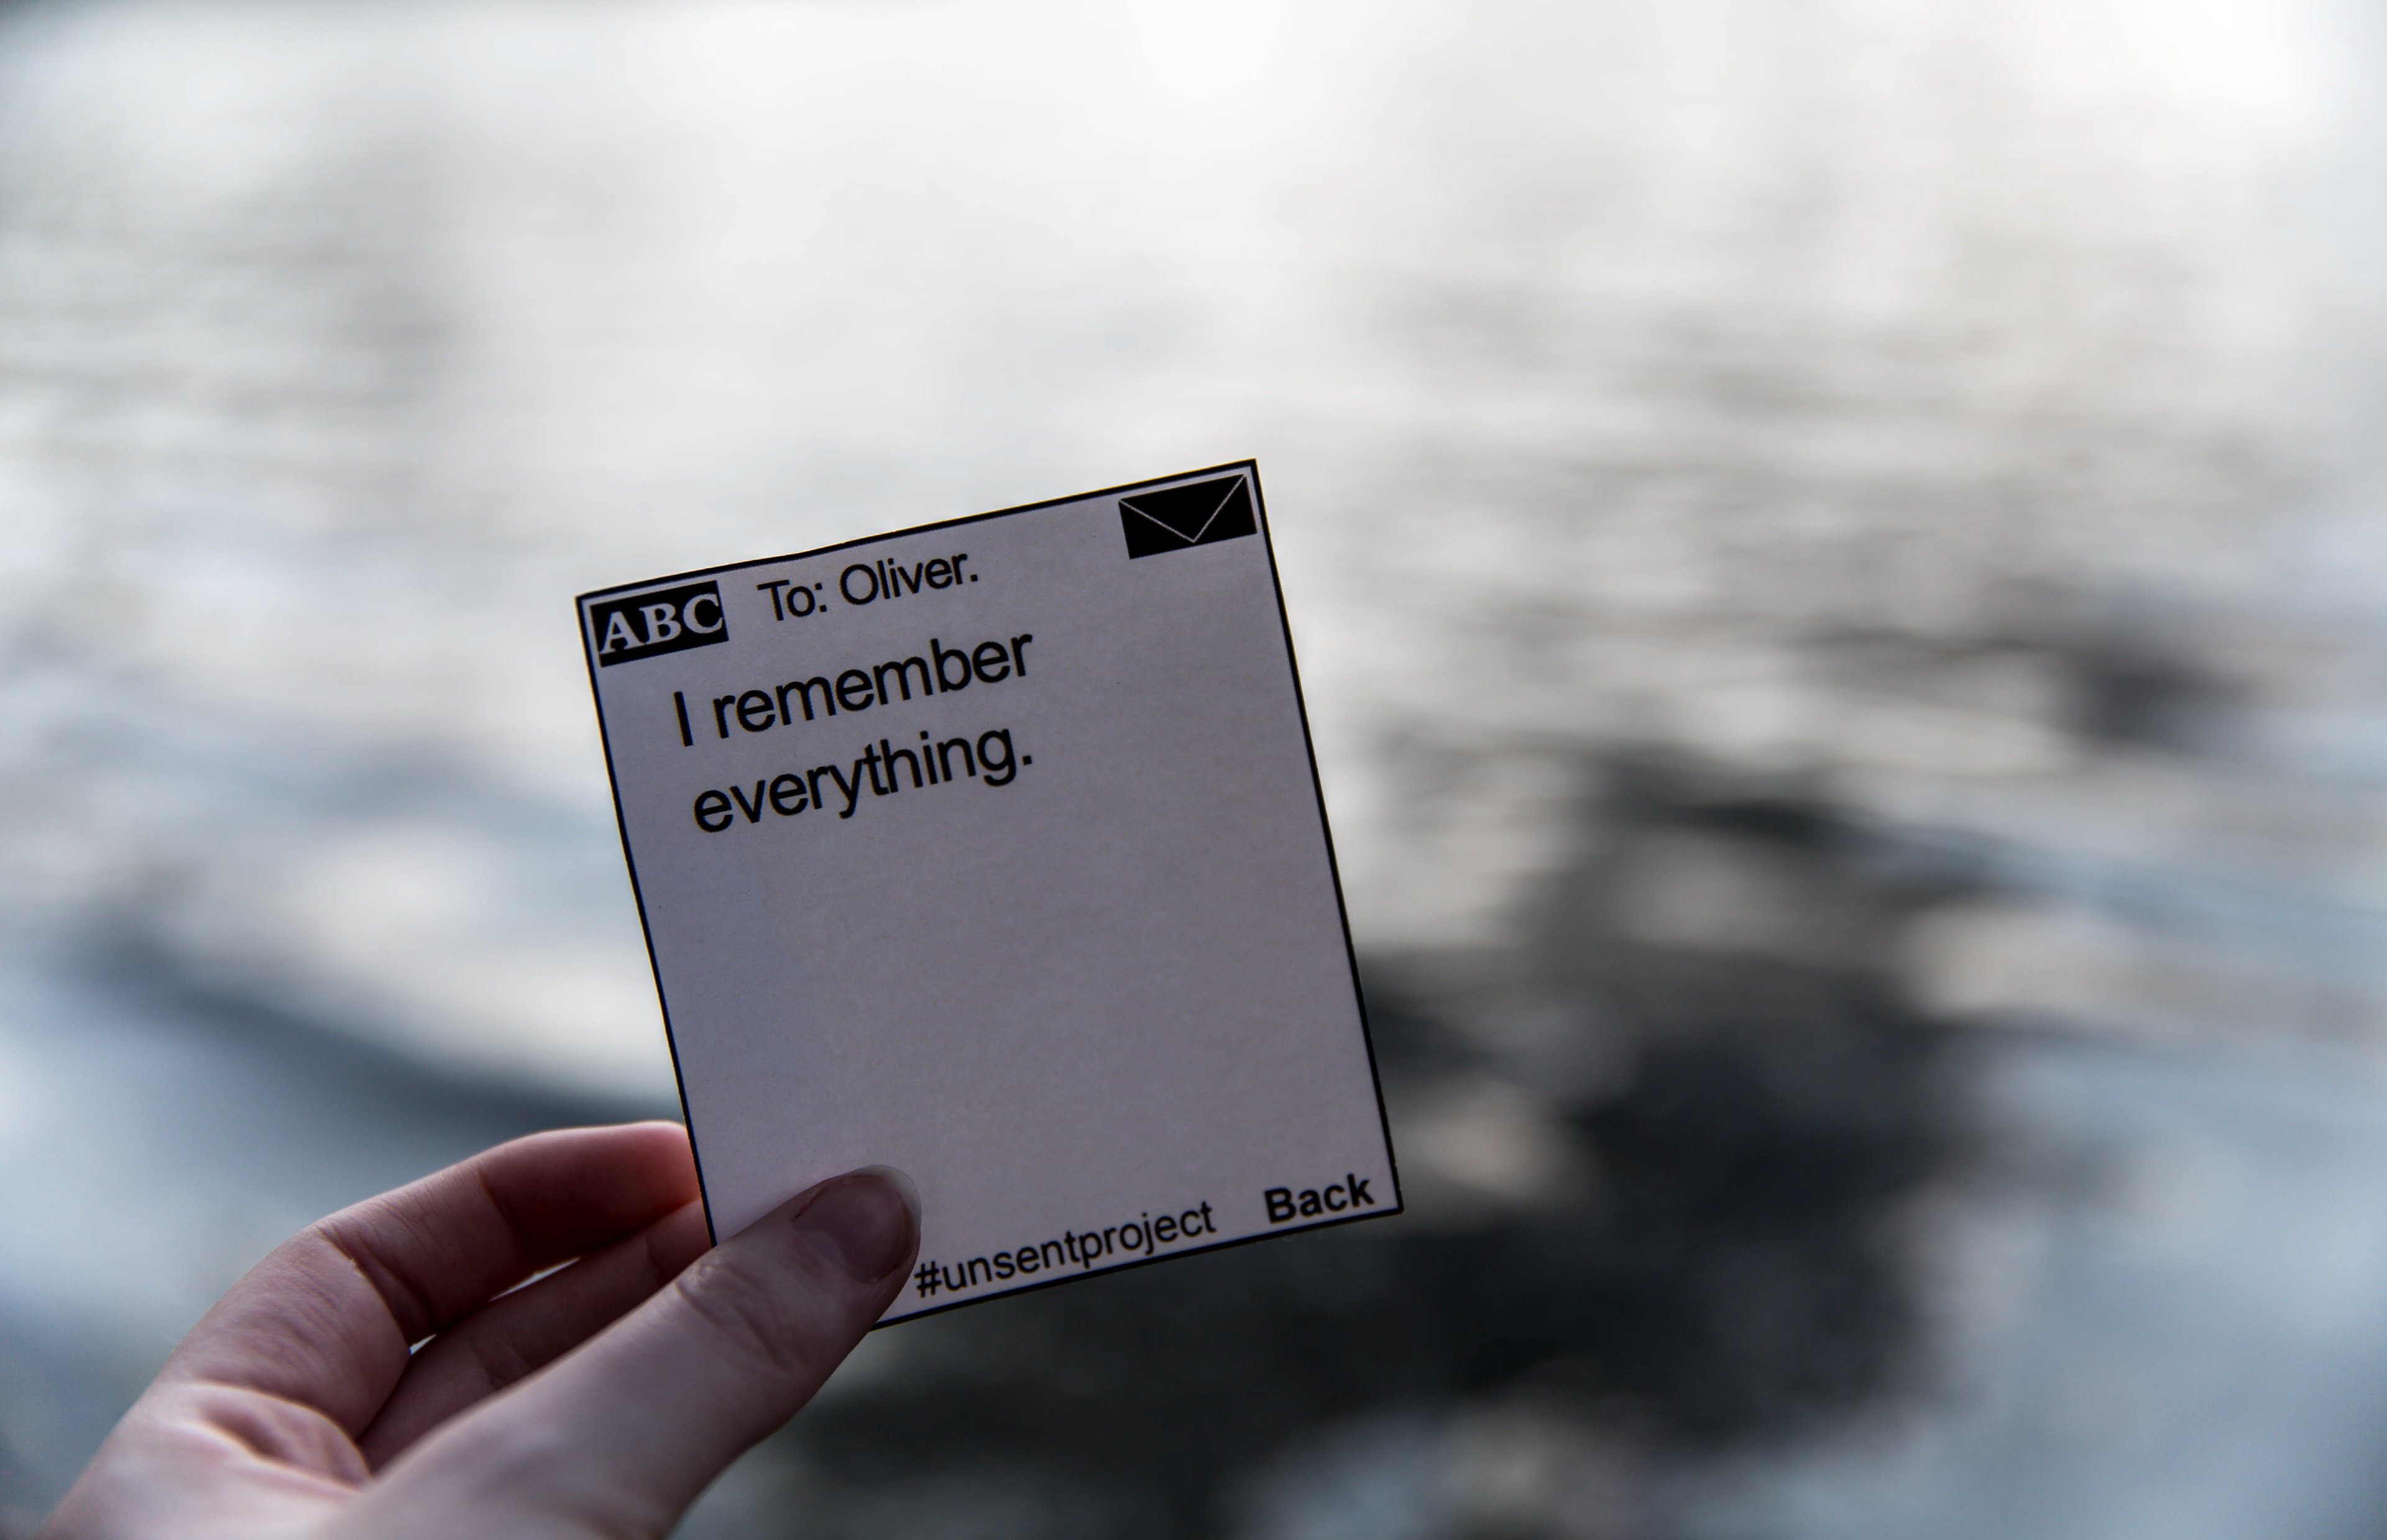 ABC To: Oliver.
I remember
everything.
#unsentproject Back